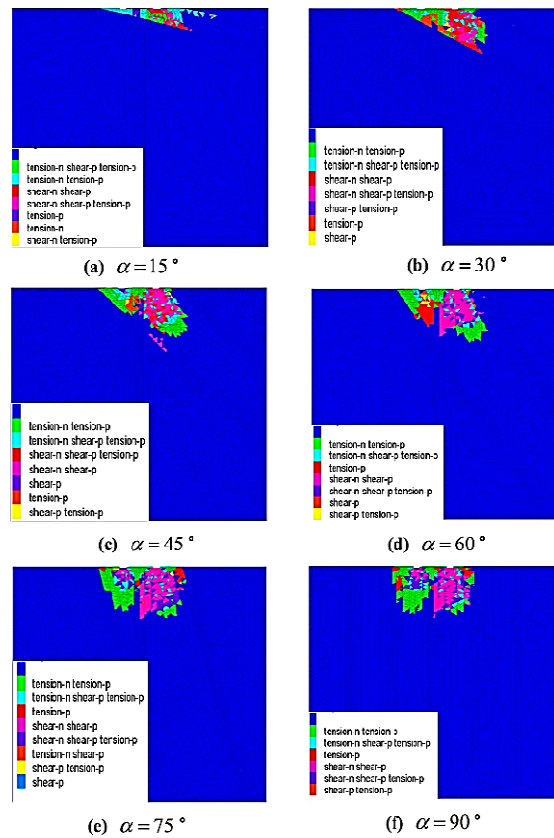 tension-n shear-p tension-p
tension-n tension-p
shear-n shear-p
shear-n shear-p tension-p
tension-p
tension-n
shear-n tension-p
(a) α=15°
tension-n tension-p
tension-n shear-p tension-p
shear-n shear-p
shear-n shear-p tension-p
shear-p tension-p
tension-p
shear-p
(b) α=30°
tension-n tension-p
tension-n shear-p tension-p
shear-n shear-p tension-p
shear-n shear-p
shear-p
tension-p
shear-p tension-p
(c) α=45°
tension-n tension-p
tension-n shear-p tension-p
tension-p
shear-n shear-p
shear-n shear-p tension-p
shear-p
shear-p tension-p
(d) α=60°
tension-n tension-p
tension-n shear-p tension-p
tension-p
shear-n shear-p
shear-n shear-p tension-p
tension-n shear-p
shear-p tension-p
shear-p
(e) α=75°
tension-n tension-p
tension-n shear-p tension-p
tension-p
shear-n shear-p
shear-n shear-p tension-p
shear-p tension-p
(f) α=90°